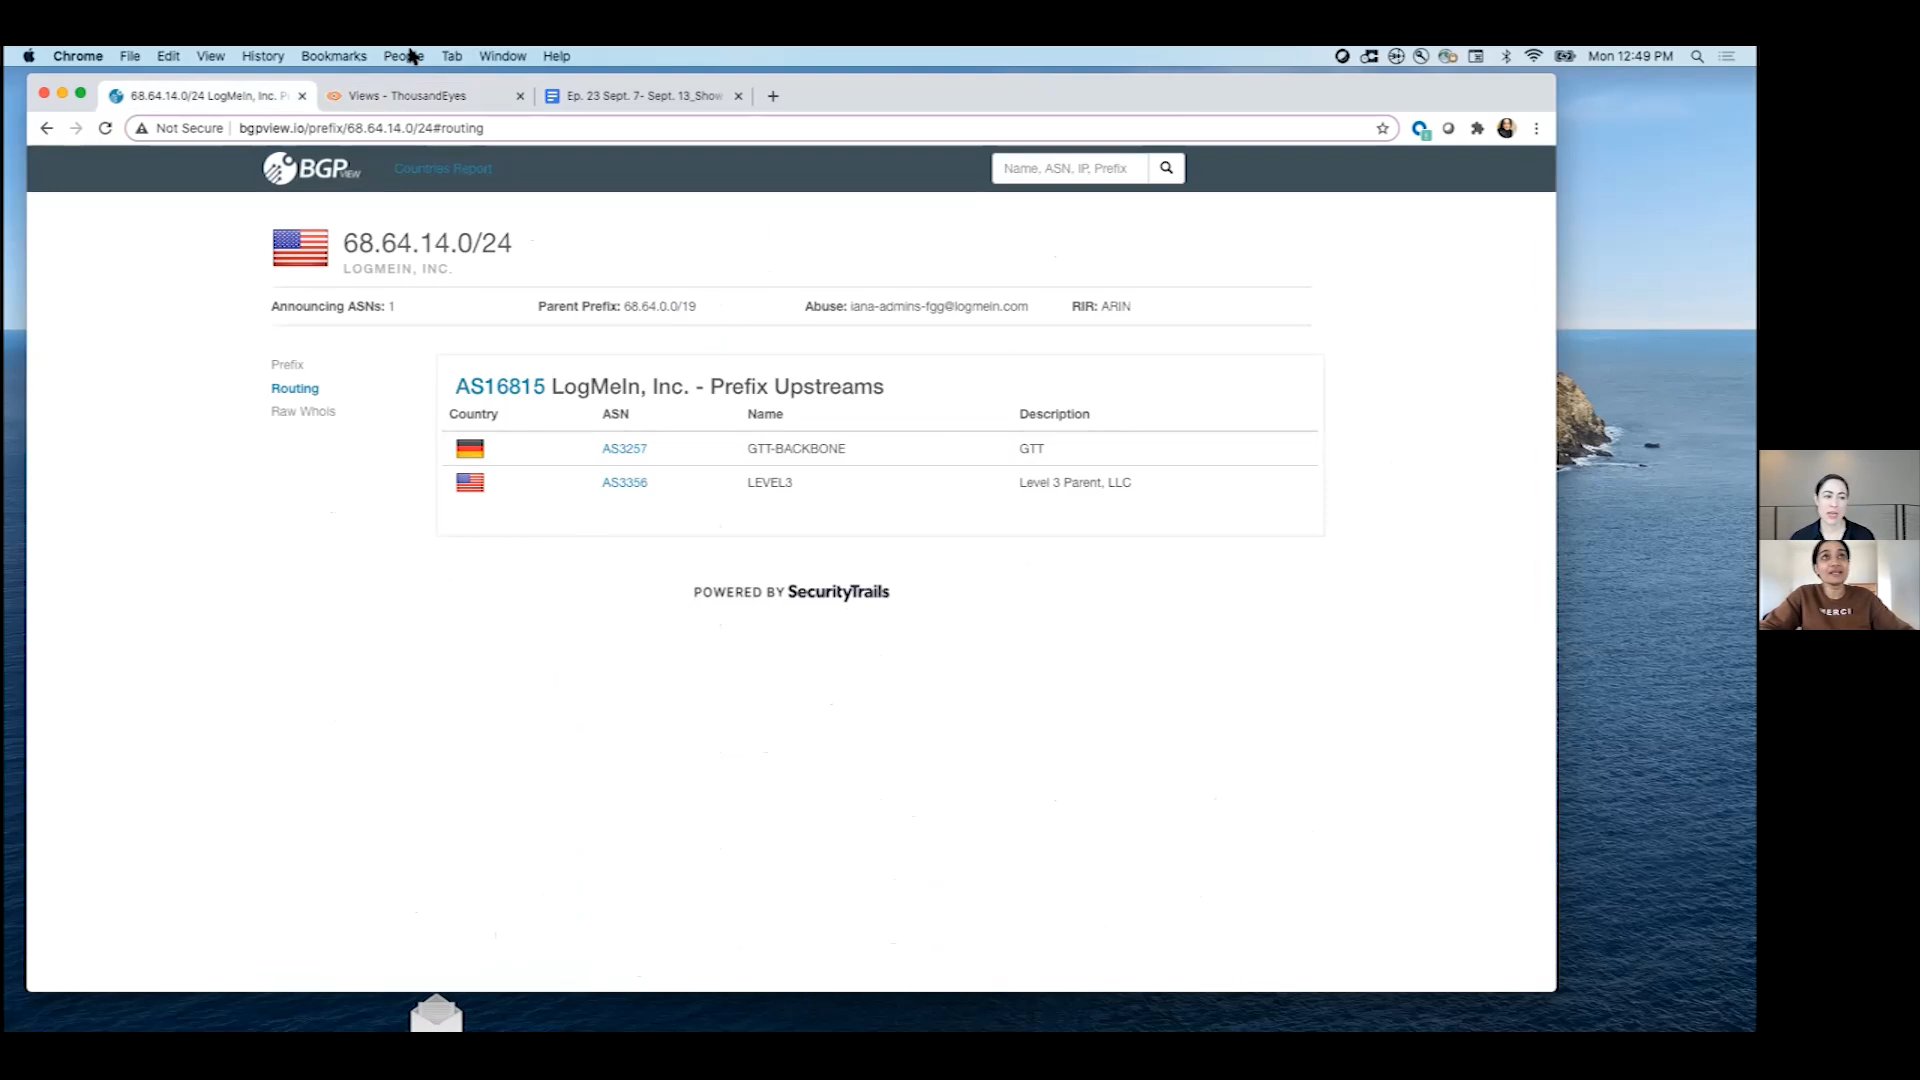 Chrome File Edit View History Bookmarks People Tab Window Help Mon 12:49 PM
68.64.14.0/24 LogMeIn, Inc. Views - ThousandEyes Ep. 23 Sept. 7- Sept. 13_Show
Not Secure bgpview.io/prefix/68.64.14.0/24#routing
BGPVIEW Countries Report Name, ASN, IP, Prefix
68.64.14.0/24
LOGMEIN, INC.
Announcing ASNs: 1 Parent Prefix: 68.64.0.0/19 Abuse: iana-admins-fgg@logmein.com RIR: ARIN
Prefix
Routing
Raw Whois
AS16815 LogMeIn, Inc. - Prefix Upstreams
Country ASN Name Description
AS3257 GTT-BACKBONE GTT
AS3356 LEVEL3 Level 3 Parent, LLC
POWERED BY SecurityTrails